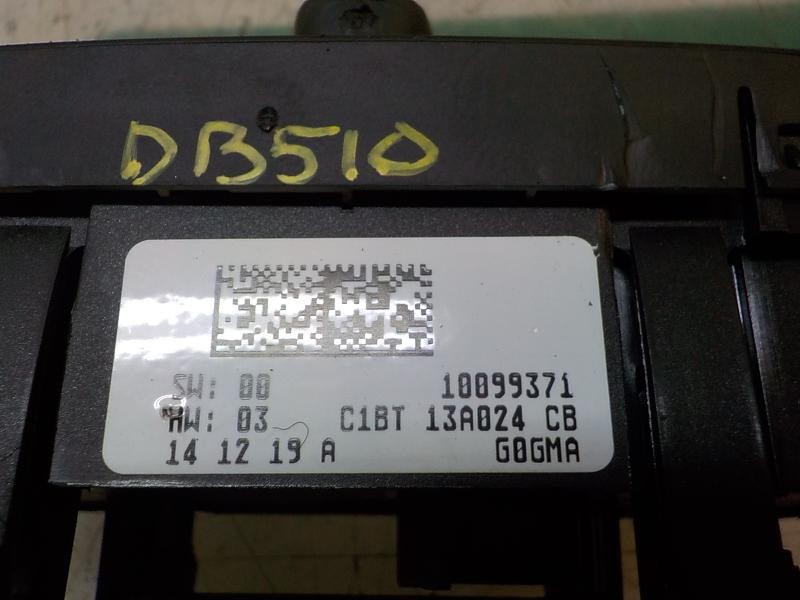 DB510
SW: 00 10099371
HW: 03 C1BT 13A024 CB
14 12 19 A G0GMA